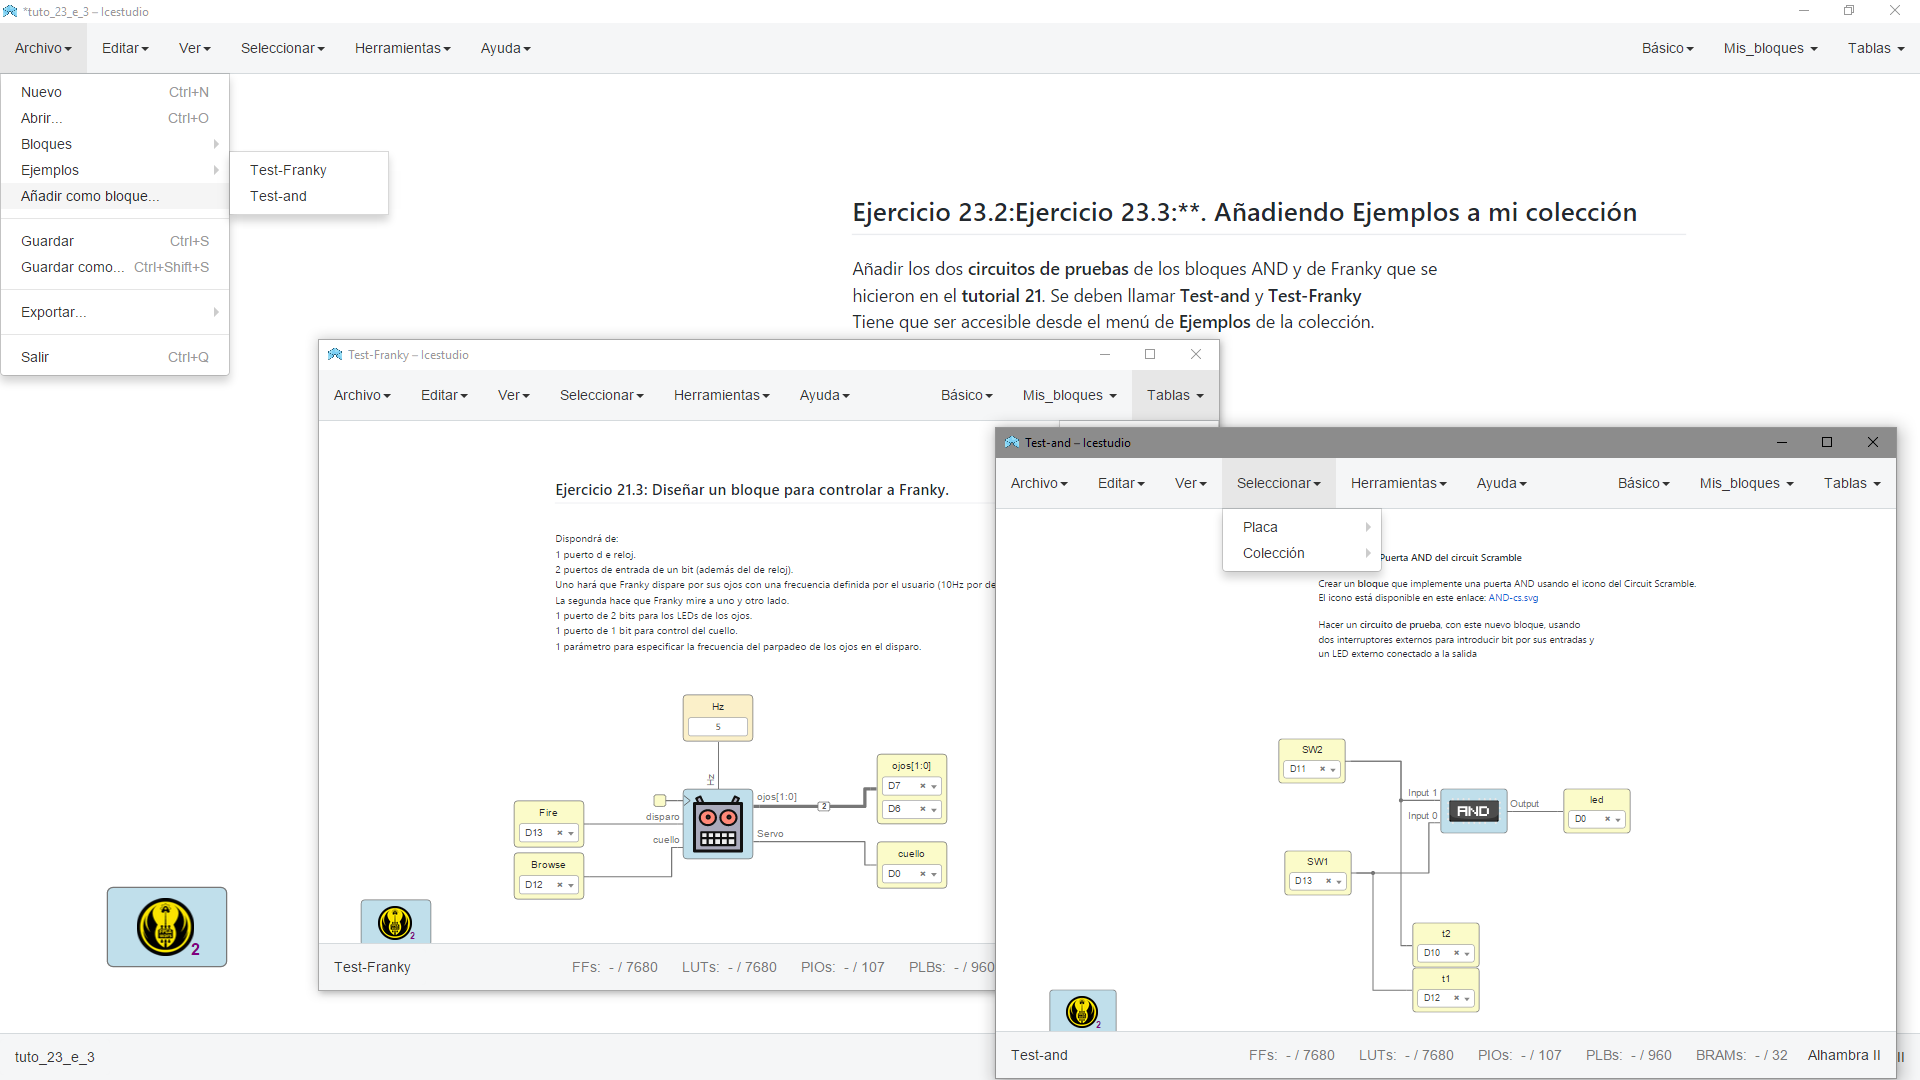 *tuto_23_e_3 – Icestudio
Archivo Editar Ver Seleccionar Herramientas Ayuda Básico Mis_bloques Tablas
Nuevo Ctrl+N
Abrir... Ctrl+O
Bloques
Ejemplos
Añadir como bloque...
Guardar Ctrl+S
Guardar como... Ctrl+Shift+S
Exportar...
Salir Ctrl+Q
Test-Franky
Test-and
Ejercicio 23.2:Ejercicio 23.3:**. Añadiendo Ejemplos a mi colección
Añadir los dos circuitos de pruebas de los bloques AND y de Franky que se
hicieron en el tutorial 21. Se deben llamar Test-and y Test-Franky
Tiene que ser accesible desde el menú de Ejemplos de la colección.
Test-Franky – Icestudio
Archivo Editar Ver Seleccionar Herramientas Ayuda Básico Mis_bloques Tablas
Ejercicio 21.3: Diseñar un bloque para controlar a Franky.
Dispondrá de:
1 puerto d e reloj.
2 puertos de entrada de un bit (además del de reloj).
Uno hará que Franky dispare por sus ojos con una frecuencia definida por el usuario (10Hz por de
La segunda hace que Franky mire a uno y otro lado.
1 puerto de 2 bits para los LEDs de los ojos.
1 puerto de 1 bit para control del cuello.
1 parámetro para especificar la frecuencia del parpadeo de los ojos en el disparo.
Hz
5
Hz
ojos[1:0]
D7
D6
ojos[1:0]
2
Fire
D13
disparo
cuello
Servo
Browse
D12
cuello
D0
2
Test-Franky FFs: - / 7680 LUTs: - / 7680 PIOs: - / 107 PLBs: - / 960
Test-and – Icestudio
Archivo Editar Ver Seleccionar Herramientas Ayuda Básico Mis_bloques Tablas
Placa
Colección
Puerta AND del circuit Scramble
Crear un bloque que implemente una puerta AND usando el icono del Circuit Scramble.
El icono está disponible en este enlace: AND-cs.svg
Hacer un circuito de prueba, con este nuevo bloque, usando
dos interruptores externos para introducir bit por sus entradas y
un LED externo conectado a la salida
SW2
D11
Input 1
Input 0
AND
Output
led
D0
SW1
D13
t2
D10
t1
D12
2
Test-and FFs: - / 7680 LUTs: - / 7680 PIOs: - / 107 PLBs: - / 960 BRAMs: - / 32 Alhambra II
2
tuto_23_e_3
II